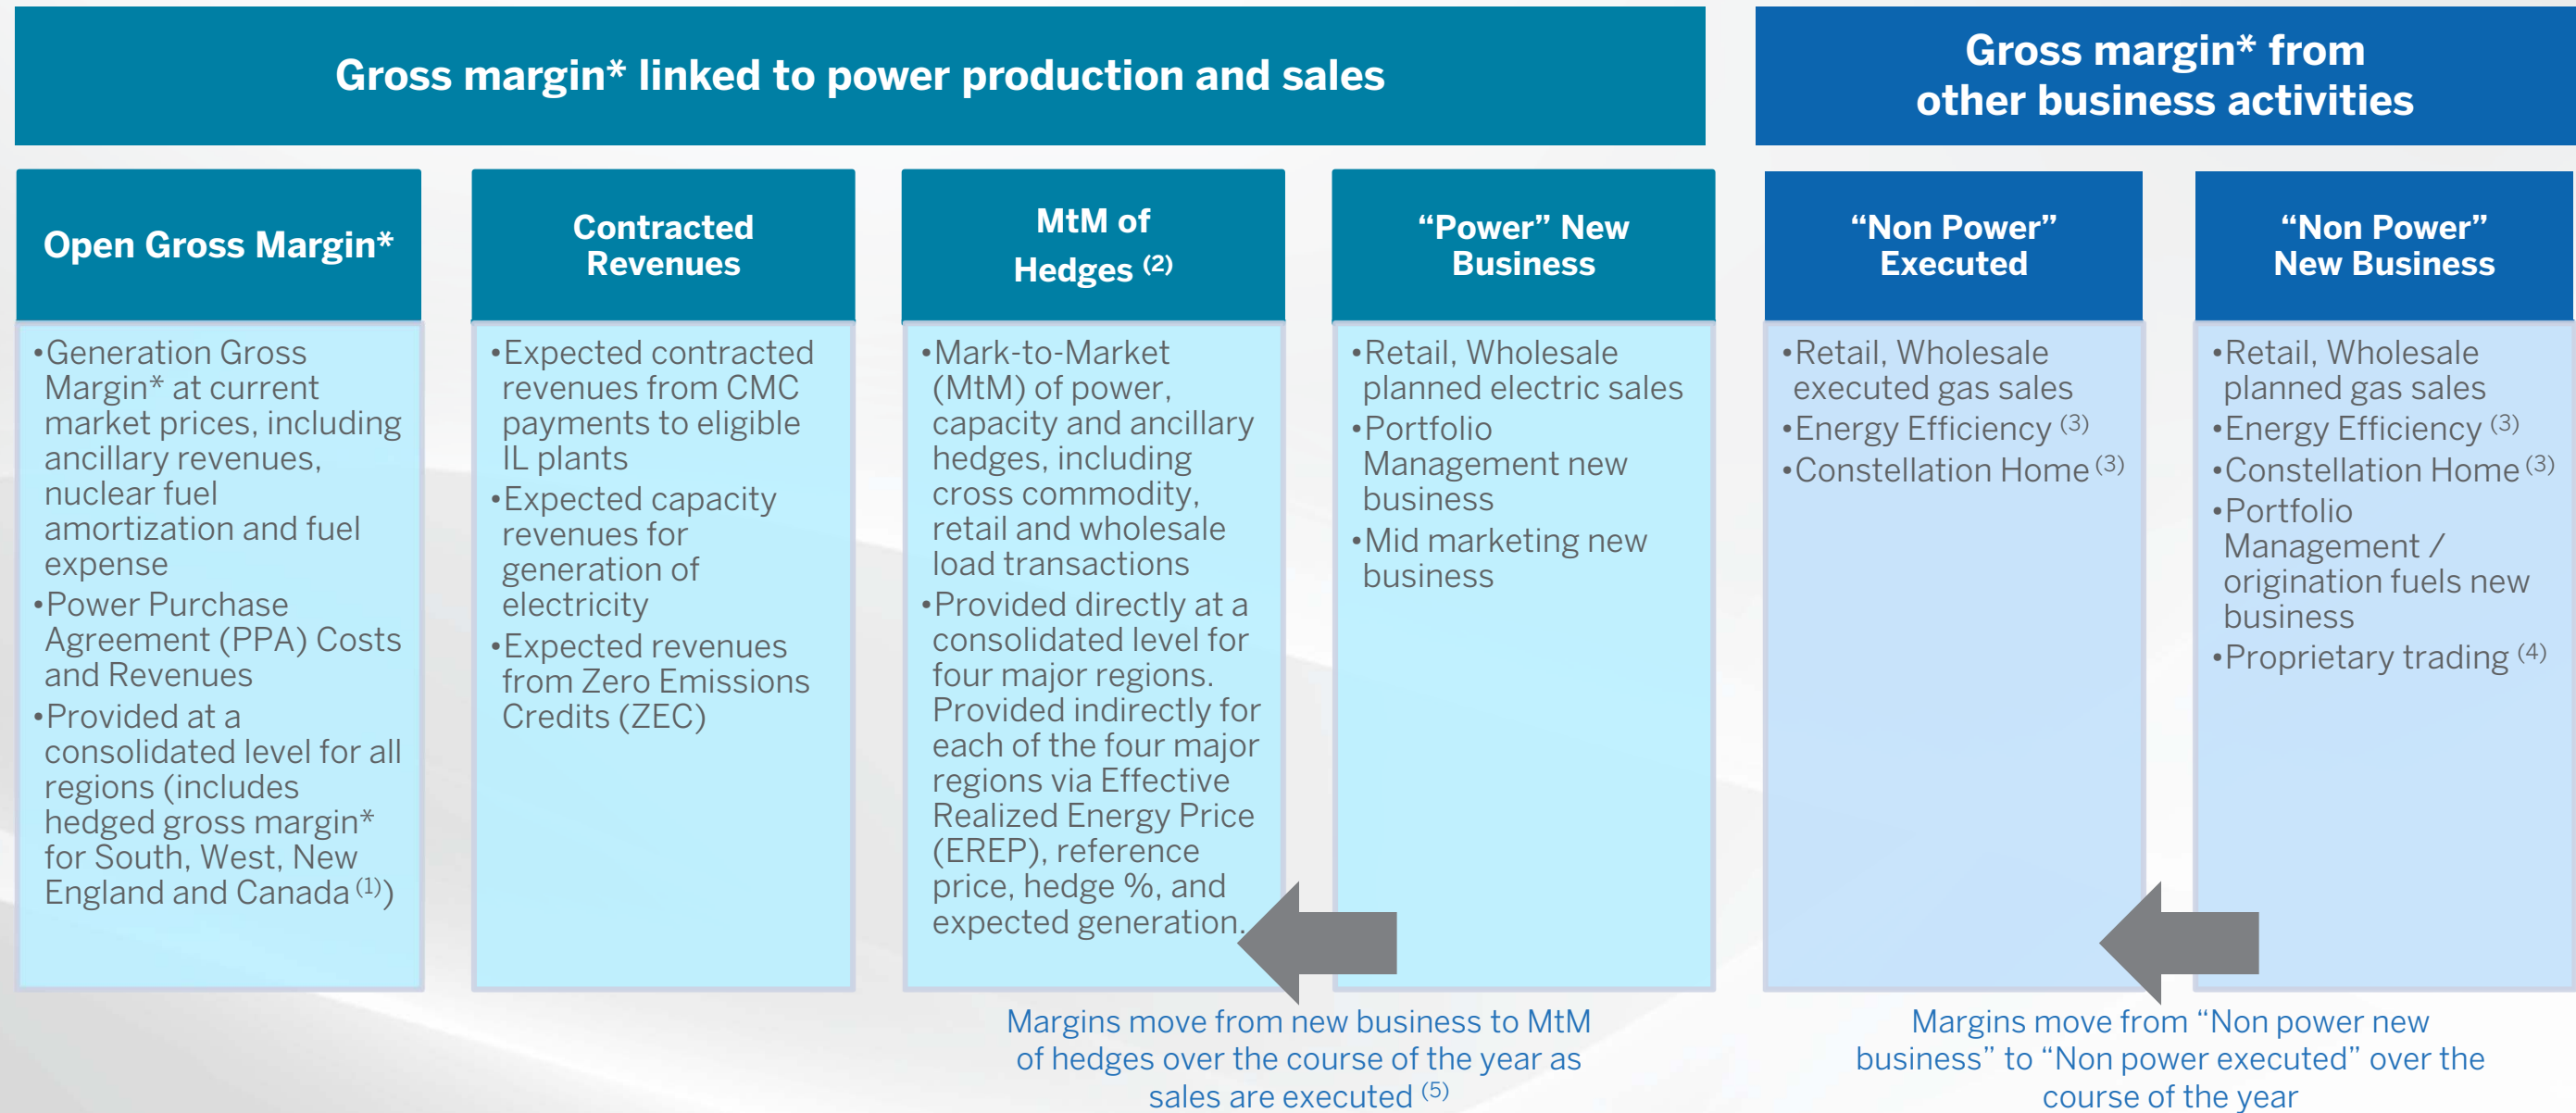 Gross margin* linked to power production and sales
Gross margin* from
other business activities
Open Gross Margin*
•Generation Gross
Margin* at current
market prices, including
ancillary revenues,
nuclear fuel
amortization and fuel
expense
•Power Purchase
Agreement (PPA) Costs
and Revenues
•Provided at a
consolidated level for all
regions (includes
hedged gross margin*
for South, West, New
England and Canada (1))
Contracted
Revenues
•Expected contracted
revenues from CMC
payments to eligible
IL plants
•Expected capacity
revenues for
generation of
electricity
•Expected revenues
from Zero Emissions
Credits (ZEC)
MtM of
Hedges (2)
•Mark-to-Market
(MtM) of power,
capacity and ancillary
hedges, including
cross commodity,
retail and wholesale
load transactions
•Provided directly at a
consolidated level for
four major regions.
Provided indirectly for
each of the four major
regions via Effective
Realized Energy Price
(EREP), reference
price, hedge %, and
expected generation.
“Power” New
Business
•Retail, Wholesale
planned electric sales
•Portfolio
Management new
business
•Mid marketing new
business
“Non Power”
Executed
•Retail, Wholesale
executed gas sales
•Energy Efficiency (3)
•Constellation Home (3)
“Non Power”
New Business
•Retail, Wholesale
planned gas sales
•Energy Efficiency (3)
•Constellation Home (3)
•Portfolio
Management /
origination fuels new
business
•Proprietary trading (4)
Margins move from new business to MtM
of hedges over the course of the year as
sales are executed (5)
Margins move from “Non power new
business” to “Non power executed” over the
course of the year